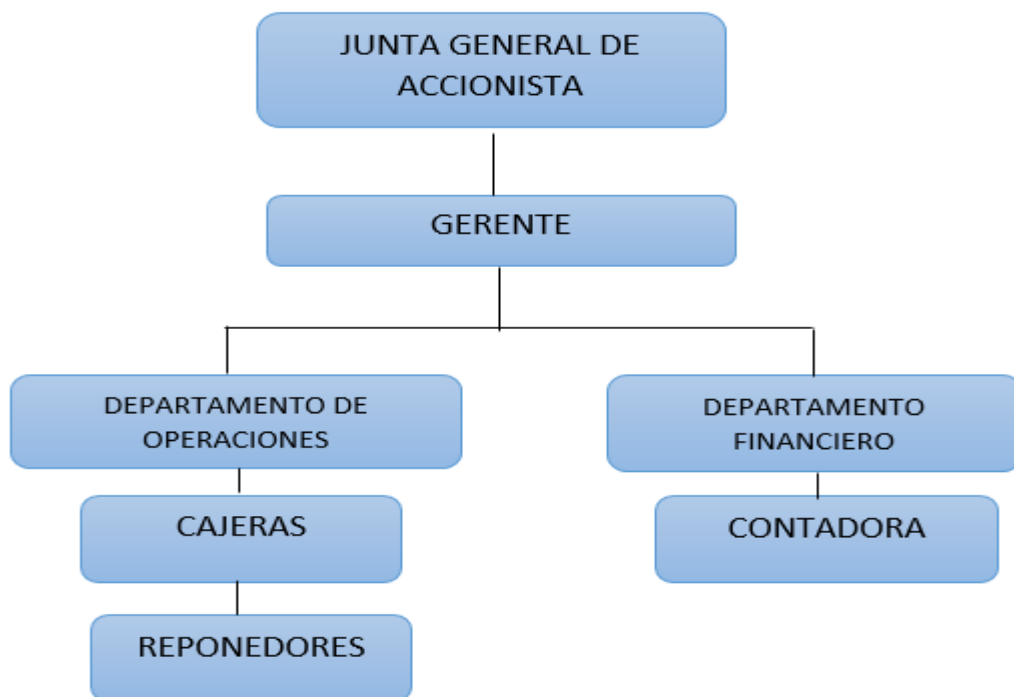 JUNTA GENERAL DE
ACCIONISTA
GERENTE
DEPARTAMENTO DE
OPERACIONES
DEPARTAMENTO
FINANCIERO
CAJERAS
CONTADORA
REPONEDORES